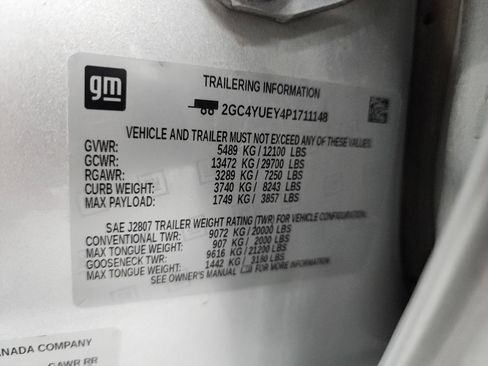 gm
TRAILERING INFORMATION
2GC4YUEY4P1711148
VEHICLE AND TRAILER MUST NOT EXCEED ANY OF THESE VALUES.
GVWR: 5489 KG / 12100 LBS
GCWR: 13472 KG / 29700 LBS
RGAWR: 3289 KG / 7250 LBS
CURB WEIGHT: 3740 KG / 8243 LBS
MAX PAYLOAD: 1749 KG / 3857 LBS
SAE J2807 TRAILER WEIGHT RATING (TWR) FOR VEHICLE CONFIGURATION.
CONVENTIONAL TWR: 9072 KG / 20000 LBS
MAX TONGUE WEIGHT: 907 KG / 2000 LBS
GOOSENECK TWR: 9616 KG / 21200 LBS
MAX TONGUE WEIGHT: 1442 KG / 3180 LBS
SEE OWNER'S MANUAL FOR MORE INFORMATION
ANADA COMPANY
GAWR RR